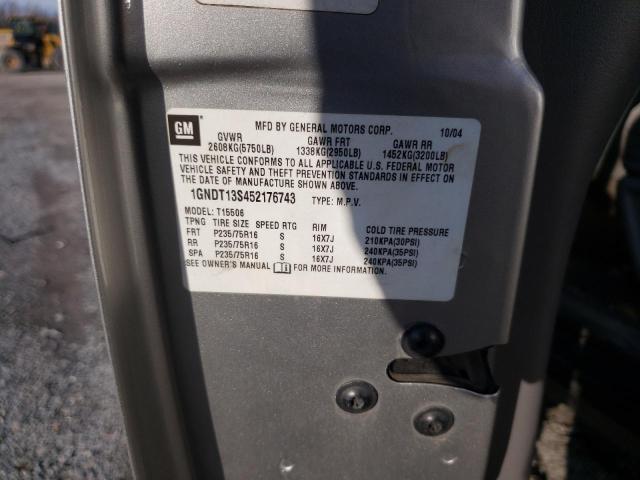 GM
MFD BY GENERAL MOTORS CORP. 10/04
GVWR GAWR FRT GAWR RR
2608KG(5750LB) 1338KG(2950LB) 1452KG(3200LB)
THIS VEHICLE CONFORMS TO ALL APPLICABLE U.S. FEDERAL MOTOR
VEHICLE SAFETY AND THEFT PREVENTION STANDARDS IN EFFECT ON
THE DATE OF MANUFACTURE SHOWN ABOVE.
1GNDT13S452176743 TYPE: M.P.V.
MODEL: T15506
TPNG TIRE SIZE SPEED RTG RIM COLD TIRE PRESSURE
FRT P235/75R16 S 16X7J 210KPA(30PSI)
RR P235/75R16 S 16X7J 240KPA(35PSI)
SPA P235/75R16 S 16X7J 240KPA(35PSI)
SEE OWNER'S MANUAL FOR MORE INFORMATION.